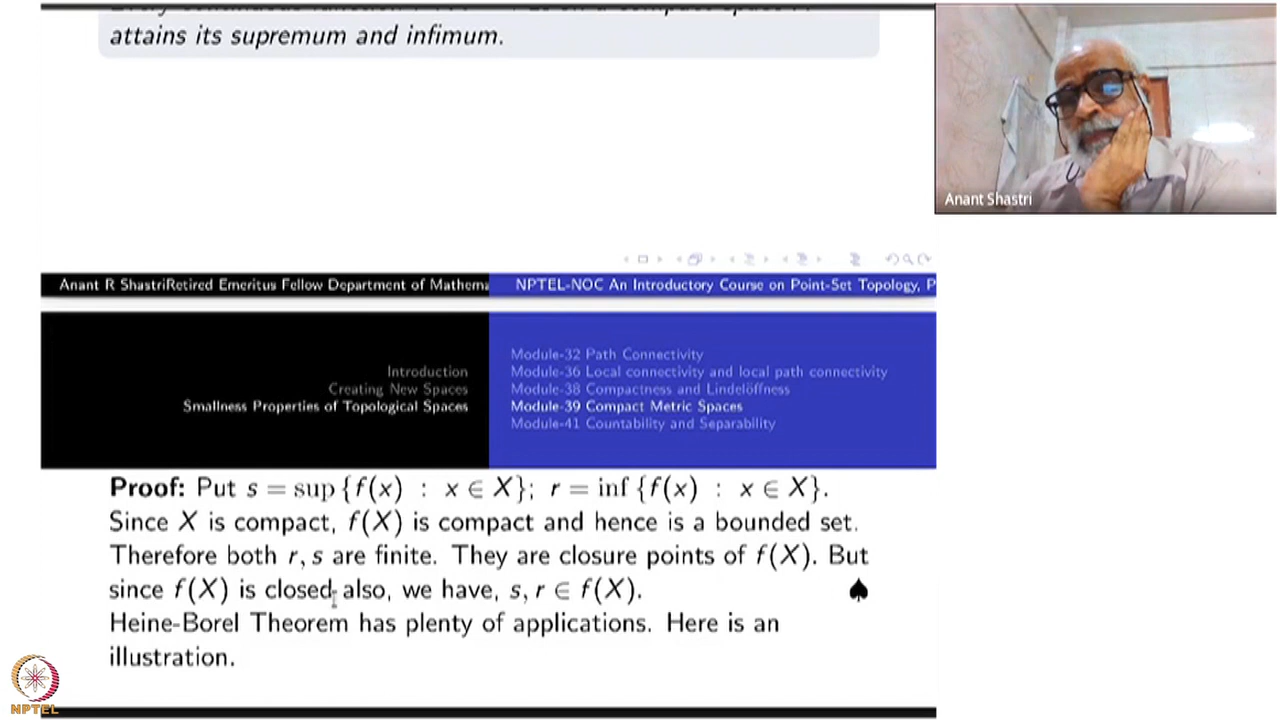 attains its supremum and infimum.
Anant Shastri
Anant R ShastriRetired Emeritus Fellow Department of Mathema
NPTEL-NOC An Introductory Course on Point-Set Topology, P
Introduction
Creating New Spaces
Smallness Properties of Topological Spaces
Module-32 Path Connectivity
Module-36 Local connectivity and local path connectivity
Module-38 Compactness and Lindelöffness
Module-39 Compact Metric Spaces
Module-41 Countability and Separability
Proof: Put s = sup {f(x) : x ∈ X}; r = inf {f(x) : x ∈ X}.
Since X is compact, f(X) is compact and hence is a bounded set.
Therefore both r, s are finite. They are closure points of f(X). But
since f(X) is closed also, we have, s, r ∈ f(X). ♠
Heine-Borel Theorem has plenty of applications. Here is an
illustration.
NPTEL